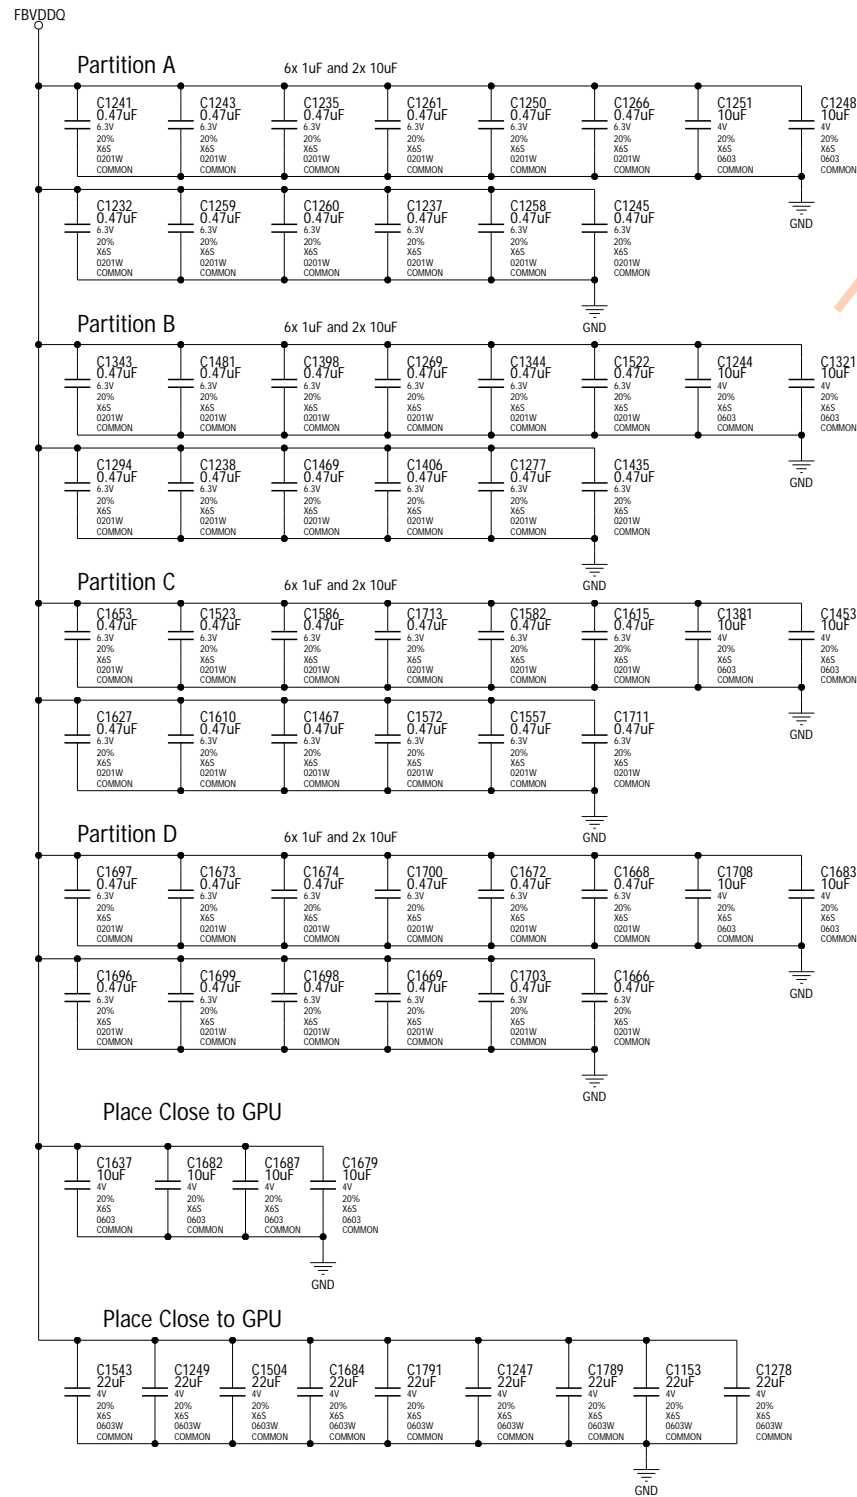 FBVDDQ
Partition A 6x 1uF and 2x 10uF
C1241 C1243 C1235 C1261 C1250 C1266 C1251 C1248
0.47uF 0.47uF 0.47uF 0.47uF 0.47uF 0.47uF 10uF 10uF
6.3V 6.3V 6.3V 6.3V 6.3V 6.3V 4V 4V
20% 20% 20% 20% 20% 20% 20% 20%
X6S X6S X6S X6S X6S X6S X6S X6S
0201W 0201W 0201W 0201W 0201W 0201W 0603 0603
COMMON COMMON COMMON COMMON COMMON COMMON COMMON COMMON
GND
C1232 C1259 C1260 C1237 C1258 C1245
0.47uF 0.47uF 0.47uF 0.47uF 0.47uF 0.47uF
6.3V 6.3V 6.3V 6.3V 6.3V 6.3V
20% 20% 20% 20% 20% 20%
X6S X6S X6S X6S X6S X6S
0201W 0201W 0201W 0201W 0201W 0201W
COMMON COMMON COMMON COMMON COMMON COMMON
GND
Partition B 6x 1uF and 2x 10uF
C1343 C1481 C1398 C1269 C1344 C1522 C1244 C1321
0.47uF 0.47uF 0.47uF 0.47uF 0.47uF 0.47uF 10uF 10uF
6.3V 6.3V 6.3V 6.3V 6.3V 6.3V 4V 4V
20% 20% 20% 20% 20% 20% 20% 20%
X6S X6S X6S X6S X6S X6S X6S X6S
0201W 0201W 0201W 0201W 0201W 0201W 0603 0603
COMMON COMMON COMMON COMMON COMMON COMMON COMMON COMMON
GND
C1294 C1238 C1469 C1406 C1277 C1435
0.47uF 0.47uF 0.47uF 0.47uF 0.47uF 0.47uF
6.3V 6.3V 6.3V 6.3V 6.3V 6.3V
20% 20% 20% 20% 20% 20%
X6S X6S X6S X6S X6S X6S
0201W 0201W 0201W 0201W 0201W 0201W
COMMON COMMON COMMON COMMON COMMON COMMON
GND
Partition C 6x 1uF and 2x 10uF
C1653 C1523 C1586 C1713 C1582 C1615 C1381 C1453
0.47uF 0.47uF 0.47uF 0.47uF 0.47uF 0.47uF 10uF 10uF
6.3V 6.3V 6.3V 6.3V 6.3V 6.3V 4V 4V
20% 20% 20% 20% 20% 20% 20% 20%
X6S X6S X6S X6S X6S X6S X6S X6S
0201W 0201W 0201W 0201W 0201W 0201W 0603 0603
COMMON COMMON COMMON COMMON COMMON COMMON COMMON COMMON
GND
C1627 C1610 C1467 C1572 C1557 C1711
0.47uF 0.47uF 0.47uF 0.47uF 0.47uF 0.47uF
6.3V 6.3V 6.3V 6.3V 6.3V 6.3V
20% 20% 20% 20% 20% 20%
X6S X6S X6S X6S X6S X6S
0201W 0201W 0201W 0201W 0201W 0201W
COMMON COMMON COMMON COMMON COMMON COMMON
GND
Partition D 6x 1uF and 2x 10uF
C1697 C1673 C1674 C1700 C1672 C1668 C1708 C1683
0.47uF 0.47uF 0.47uF 0.47uF 0.47uF 0.47uF 10uF 10uF
6.3V 6.3V 6.3V 6.3V 6.3V 6.3V 4V 4V
20% 20% 20% 20% 20% 20% 20% 20%
X6S X6S X6S X6S X6S X6S X6S X6S
0201W 0201W 0201W 0201W 0201W 0201W 0603 0603
COMMON COMMON COMMON COMMON COMMON COMMON COMMON COMMON
GND
C1696 C1699 C1698 C1669 C1703 C1666
0.47uF 0.47uF 0.47uF 0.47uF 0.47uF 0.47uF
6.3V 6.3V 6.3V 6.3V 6.3V 6.3V
20% 20% 20% 20% 20% 20%
X6S X6S X6S X6S X6S X6S
0201W 0201W 0201W 0201W 0201W 0201W
COMMON COMMON COMMON COMMON COMMON COMMON
GND
Place Close to GPU
C1637 C1682 C1687 C1679
10uF 10uF 10uF 10uF
4V 4V 4V 4V
20% 20% 20% 20%
X6S X6S X6S X6S
0603 0603 0603 0603
COMMON COMMON COMMON COMMON
GND
Place Close to GPU
C1543 C1249 C1504 C1684 C1791 C1247 C1789 C1153 C1278
22uF 22uF 22uF 22uF 22uF 22uF 22uF 22uF 22uF
4V 4V 4V 4V 4V 4V 4V 4V 4V
20% 20% 20% 20% 20% 20% 20% 20% 20%
X6S X6S X6S X6S X6S X6S X6S X6S X6S
0603W 0603W 0603W 0603W 0603W 0603W 0603W 0603W 0603W
COMMON COMMON COMMON COMMON COMMON COMMON COMMON COMMON COMMON
GND